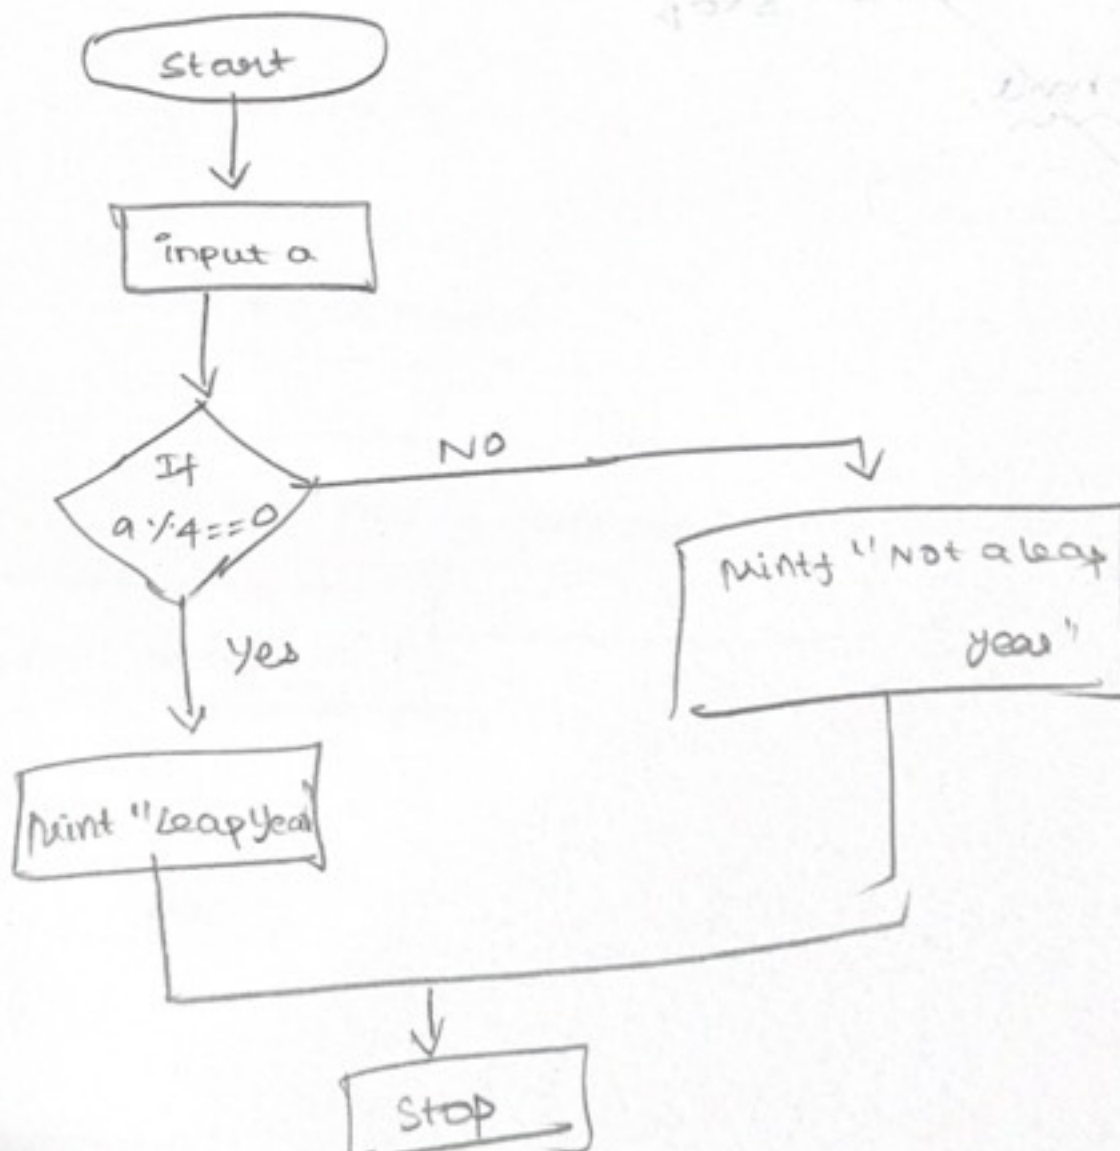 Start
input a
If
a % 4 == 0
NO
Yes
printf "Not a leap
year"
print "Leap Year"
Stop